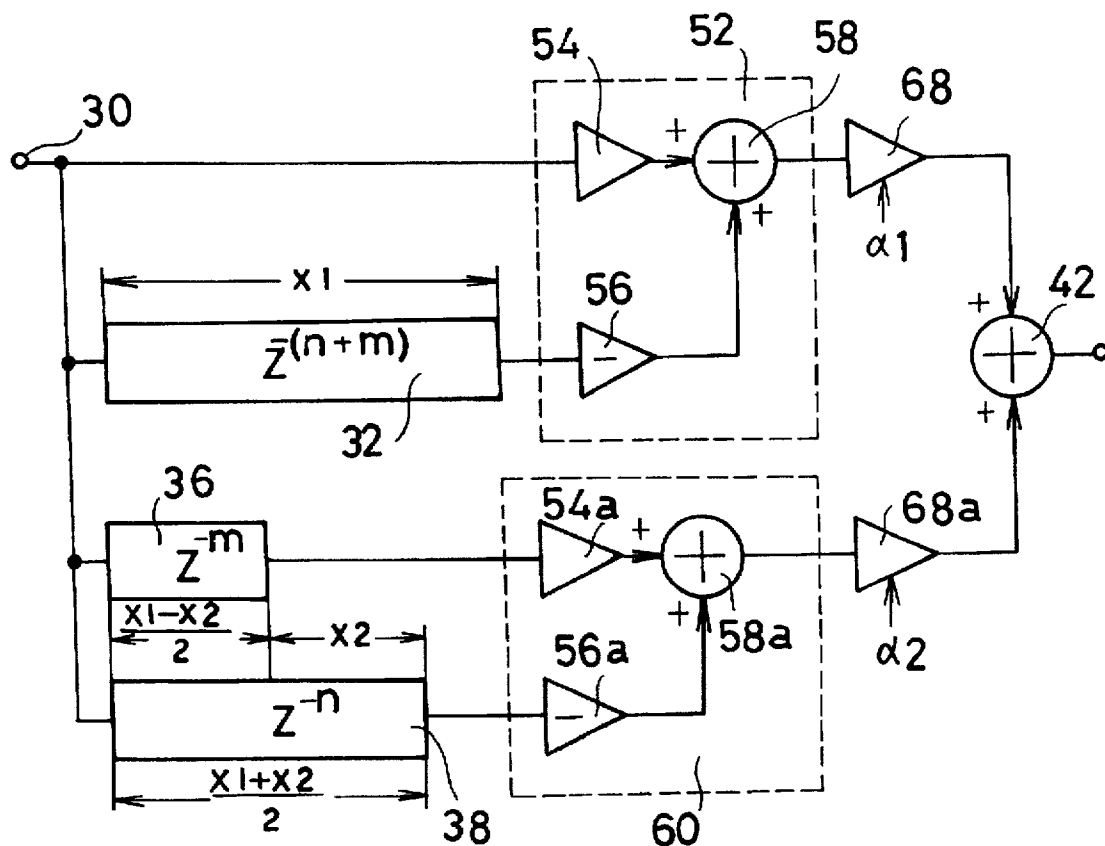 54
52
58
68
30
+
+
α1
X1
56
42
+
Z^-(n+m)
−
32
+
36
54a
68a
Z^-m
+
X1-X2
2
X2
+
58a
56a
α2
Z^-n
−
X1+X2
2
38
60